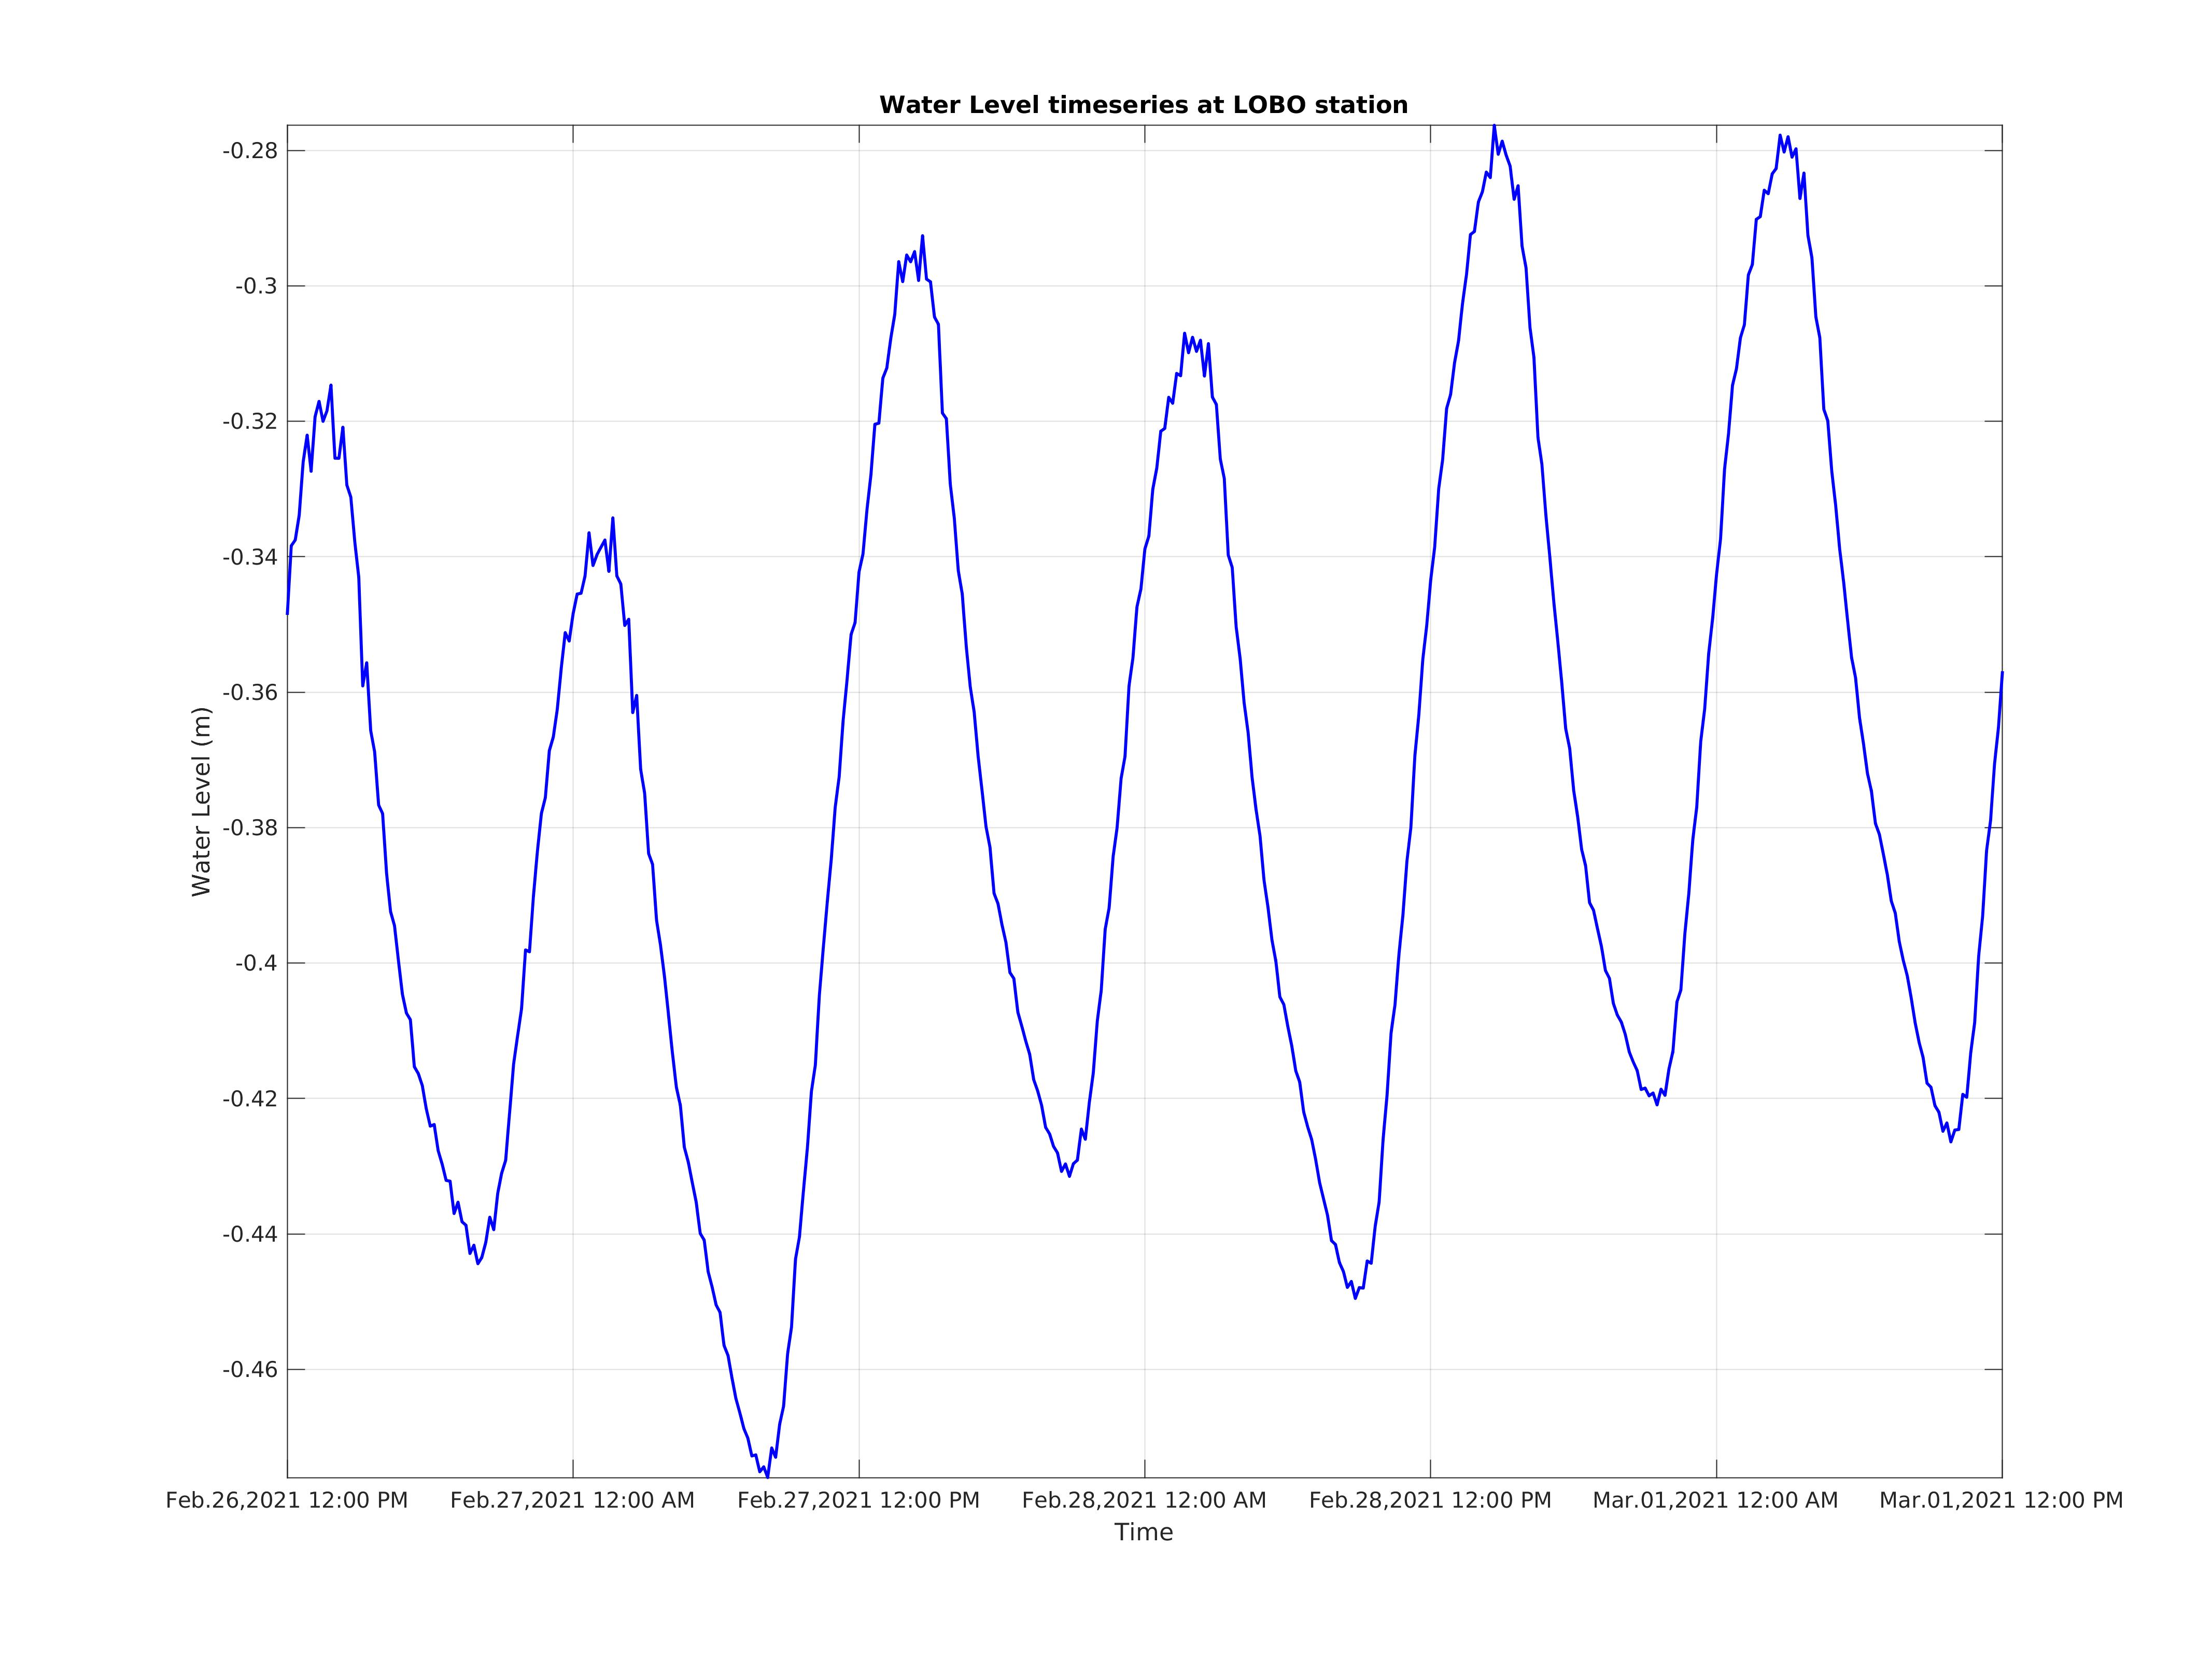 Water Level timeseries at LOBO station
-0.28
-0.3
-0.32
-0.34
-0.36
-0.38
-0.4
-0.42
-0.44
-0.46
Water Level (m)
Feb.26,2021 12:00 PM Feb.27,2021 12:00 AM Feb.27,2021 12:00 PM Feb.28,2021 12:00 AM Feb.28,2021 12:00 PM Mar.01,2021 12:00 AM Mar.01,2021 12:00 PM
Time